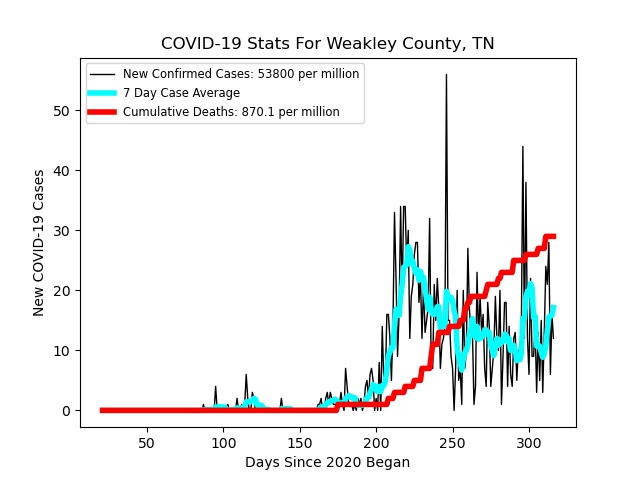 COVID-19 Stats For Weakley County, TN
New Confirmed Cases: 53800 per million
7 Day Case Average
Cumulative Deaths: 870.1 per million
New COVID-19 Cases
50
40
30
20
10
0
50 100 150 200 250 300
Days Since 2020 Began